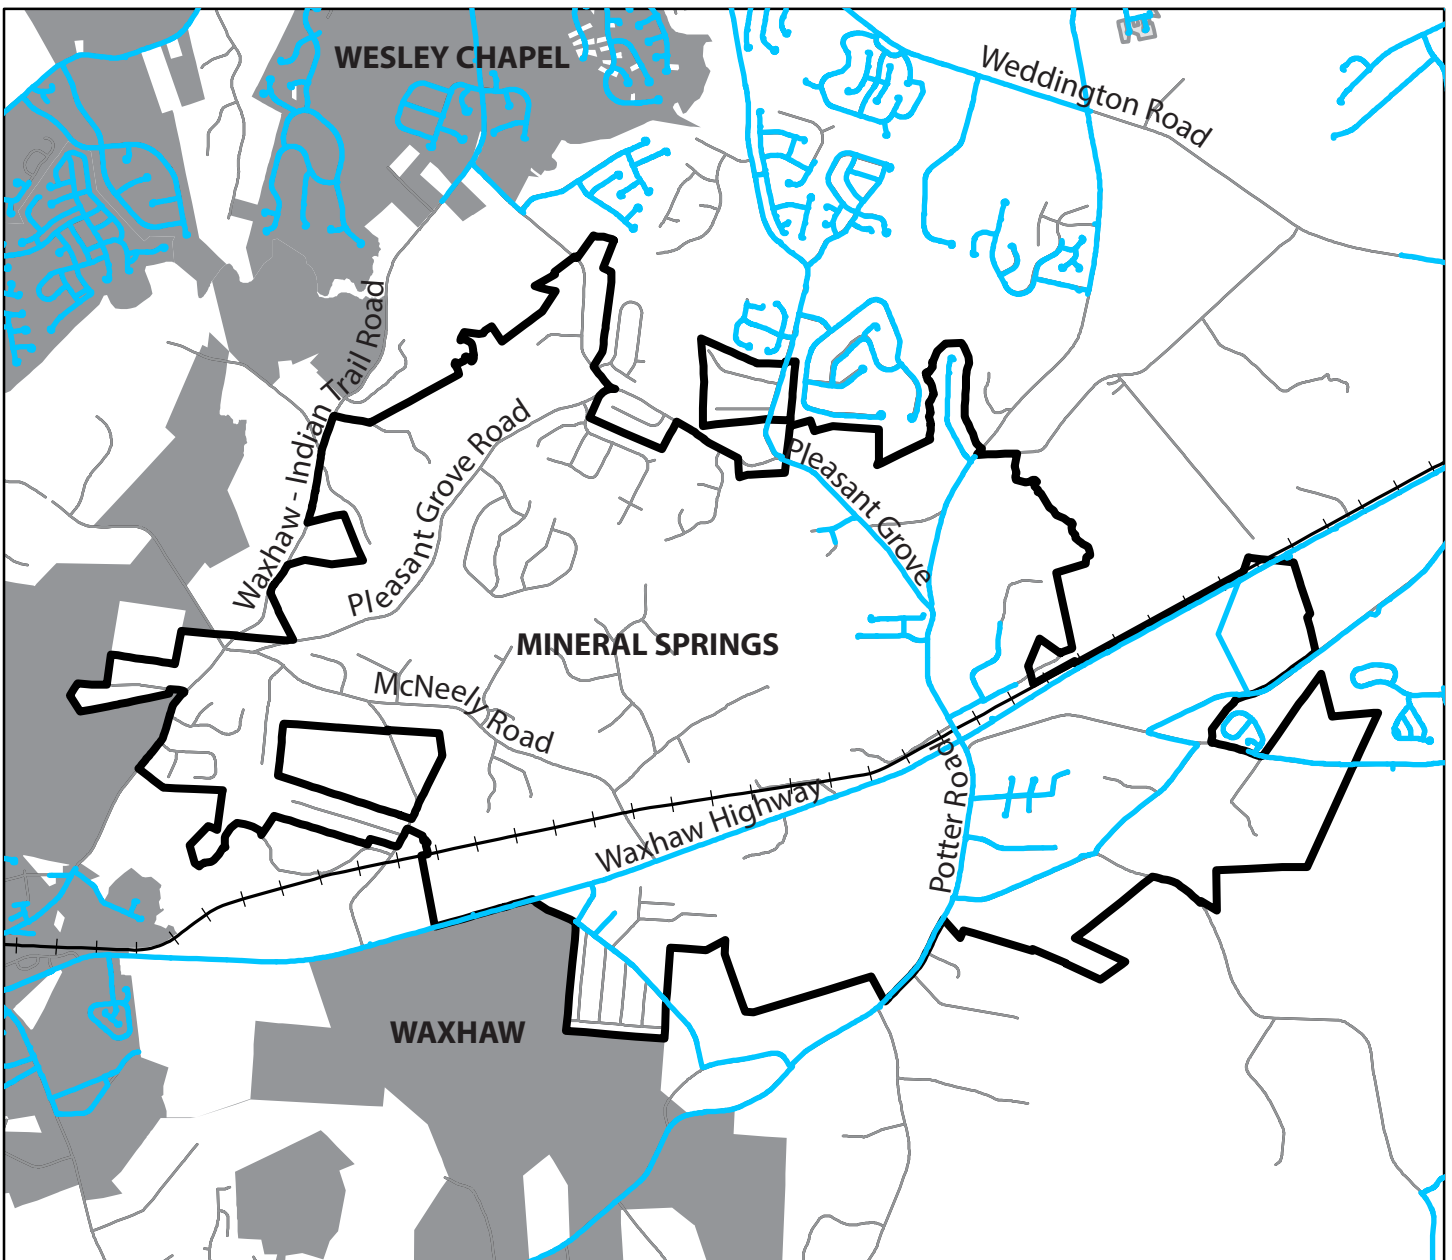 WESLEY CHAPEL
Weddington Road
Waxhaw - Indian Trail Road
Pleasant Grove Road
Pleasant Grove
MINERAL SPRINGS
McNeely Road
Waxhaw Highway
Potter Road
WAXHAW